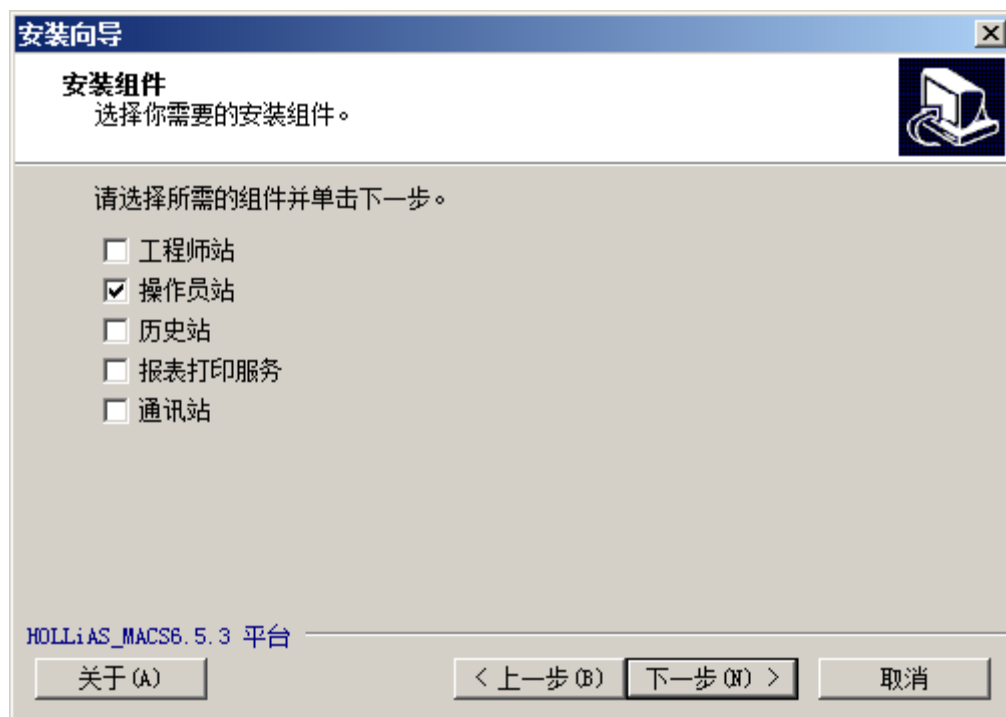 安装向导
安装组件
选择你需要的安装组件。
请选择所需的组件并单击下一步。
工程师站
操作员站
历史站
报表打印服务
通讯站
HOLLiAS_MACS6.5.3 平台
关于(A)
< 上一步(B)
下一步(N) >
取消